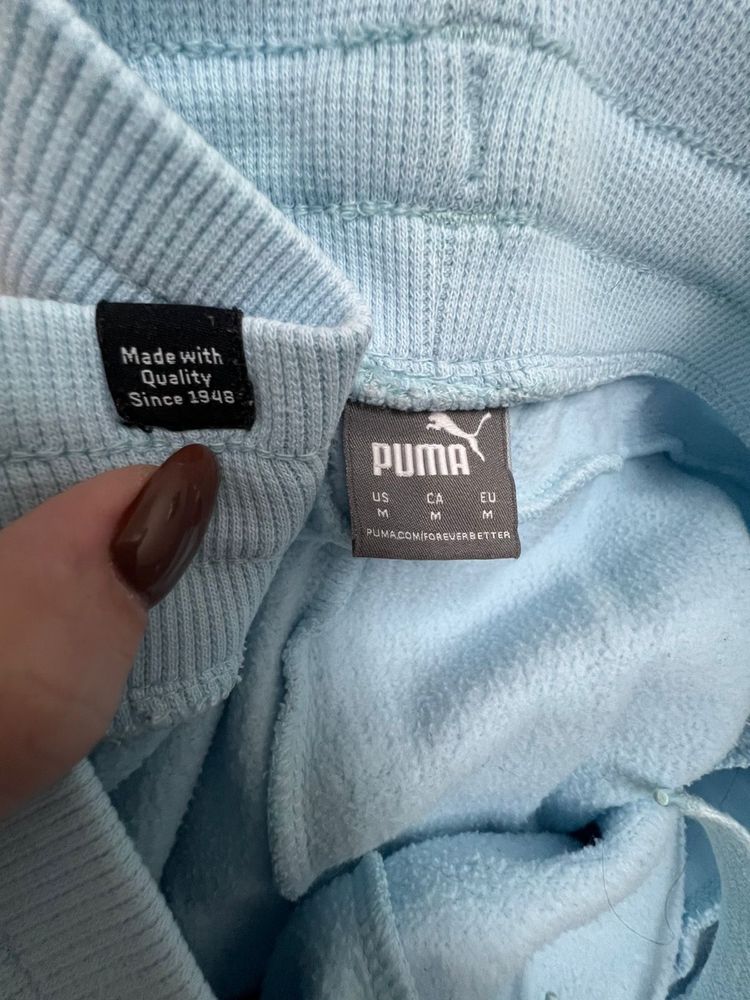 Made with
Quality
Since 1948
PUMA
US CA EU
M M M
PUMA.COM/FOREVERBETTER